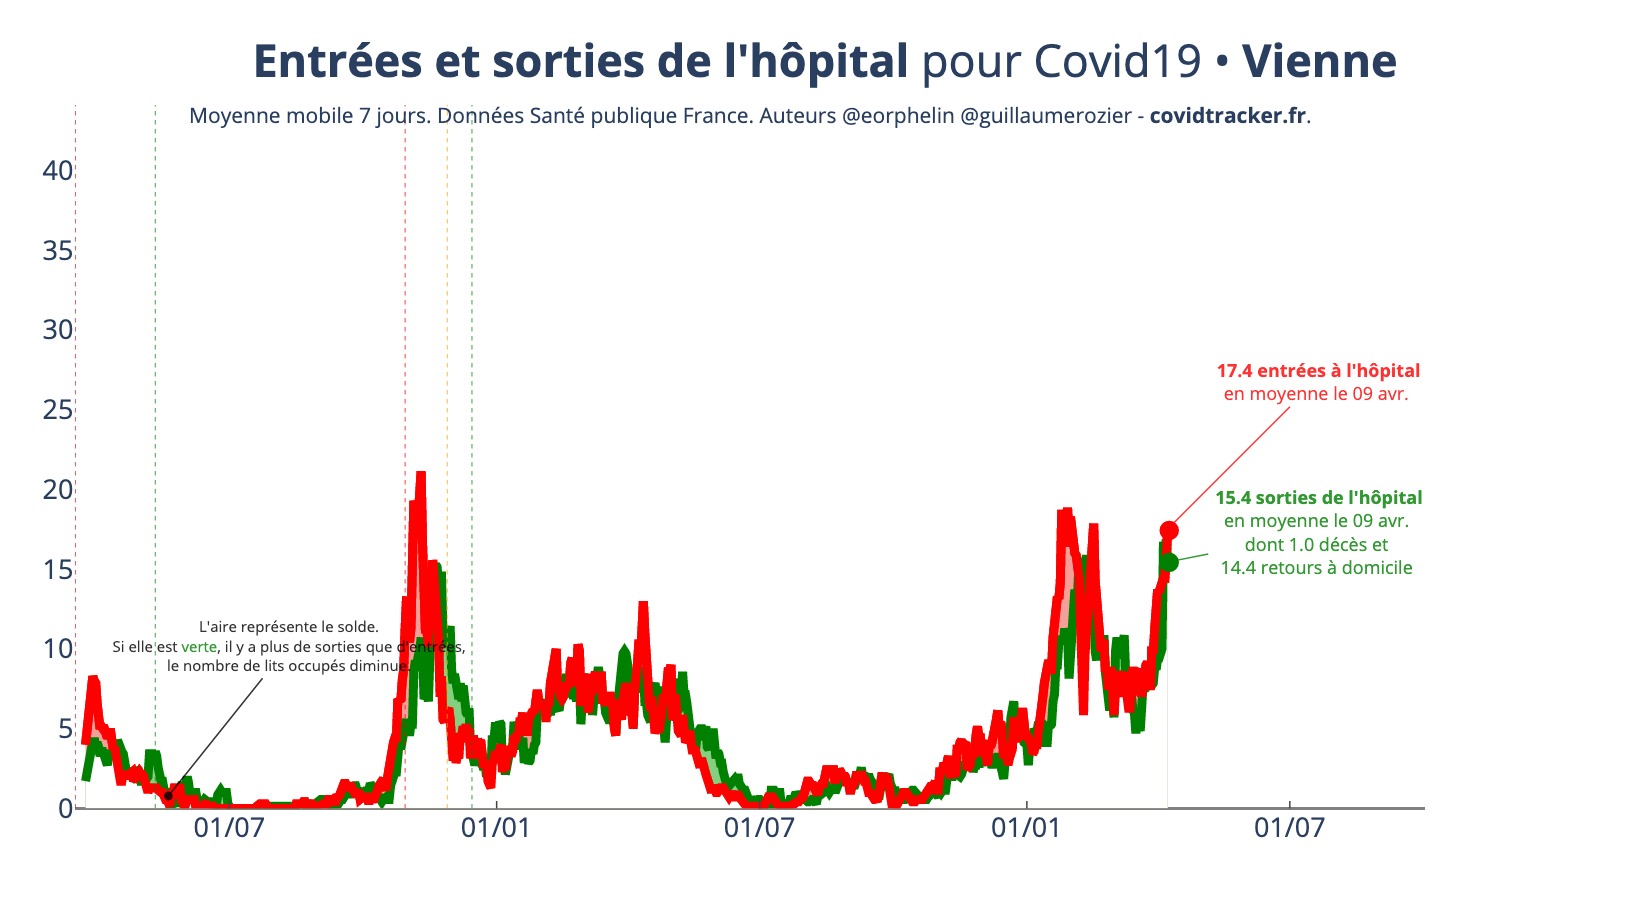 Entrées et sorties de l'hôpital pour Covid19 • Vienne
Moyenne mobile 7 jours. Données Santé publique France. Auteurs @eorphelin @guillaumerozier - covidtracker.fr.
40
35
30
25
20
15
10
5
0
17.4 entrées à l'hôpital
en moyenne le 09 avr.
15.4 sorties de l'hôpital
en moyenne le 09 avr.
dont 1.0 décès et
14.4 retours à domicile
L'aire représente le solde.
Si elle est verte, il y a plus de sorties que d'entrées,
le nombre de lits occupés diminue.
01/07
01/01
01/07
01/01
01/07